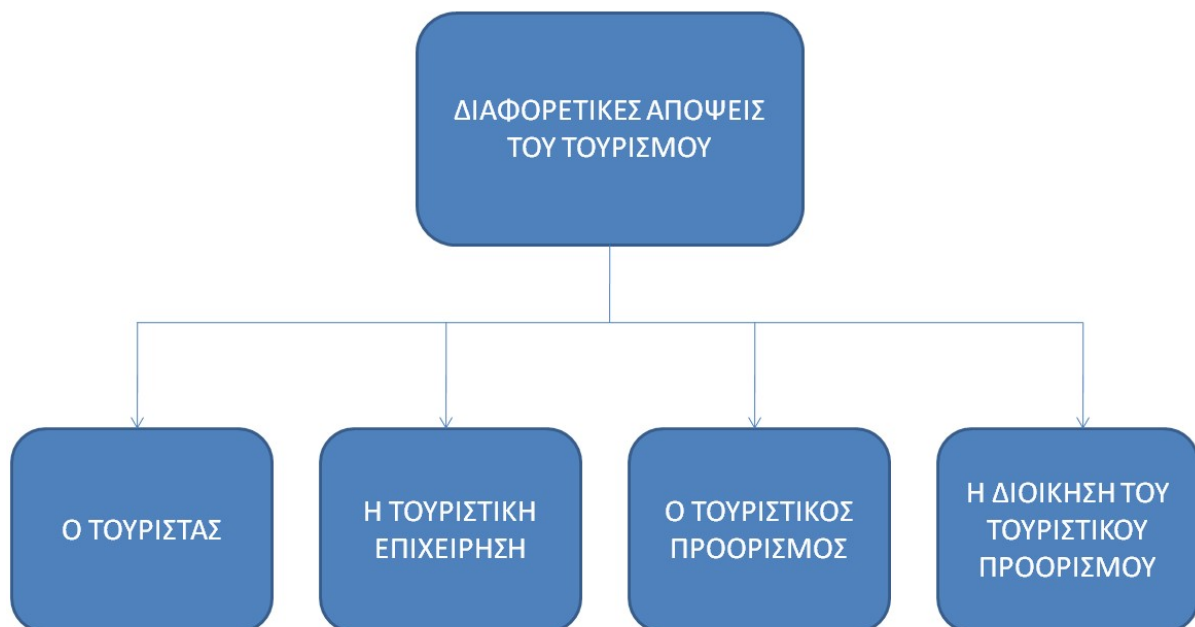 ΔΙΑΦΟΡΕΤΙΚΕΣ ΑΠΟΨΕΙΣ
ΤΟΥ ΤΟΥΡΙΣΜΟΥ
Ο ΤΟΥΡΙΣΤΑΣ
Η ΤΟΥΡΙΣΤΙΚΗ
ΕΠΙΧΕΙΡΗΣΗ
Ο ΤΟΥΡΙΣΤΙΚΟΣ
ΠΡΟΟΡΙΣΜΟΣ
Η ΔΙΟΙΚΗΣΗ ΤΟΥ
ΤΟΥΡΙΣΤΙΚΟΥ
ΠΡΟΟΡΙΣΜΟΥ